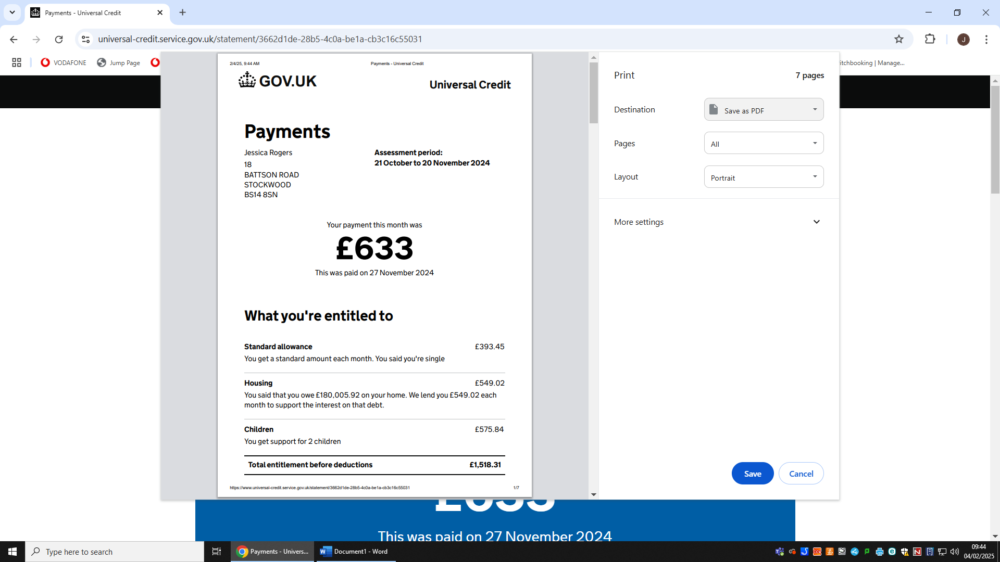 Payments - Universal Credit
universal-credit.service.gov.uk/statement/3662d1de-28b5-4c0a-be1a-cb3c16c55031
J
VODAFONE
Jump Page
itchbooking | Manage...
2/4/25, 9:44 AM
Payments - Universal Credit
GOV.UK
Universal Credit
Payments
Jessica Rogers
18
BATTSON ROAD
STOCKWOOD
BS14 8SN
Assessment period:
21 October to 20 November 2024
Your payment this month was
£633
This was paid on 27 November 2024
What you're entitled to
Standard allowance £393.45
You get a standard amount each month. You said you're single
Housing £549.02
You said that you owe £180,005.92 on your home. We lend you £549.02 each
month to support the interest on that debt.
Children £575.84
You get support for 2 children
Total entitlement before deductions £1,518.31
https://www.universal-credit.service.gov.uk/statement/3662d1de-28b5-4c0a-be1a-cb3c16c55031
1/7
Print
7 pages
Destination
Save as PDF
Pages
All
Layout
Portrait
More settings
Save
Cancel
£633
This was paid on 27 November 2024
Type here to search
Payments - Univers...
Document1 - Word
09:44
04/02/2025